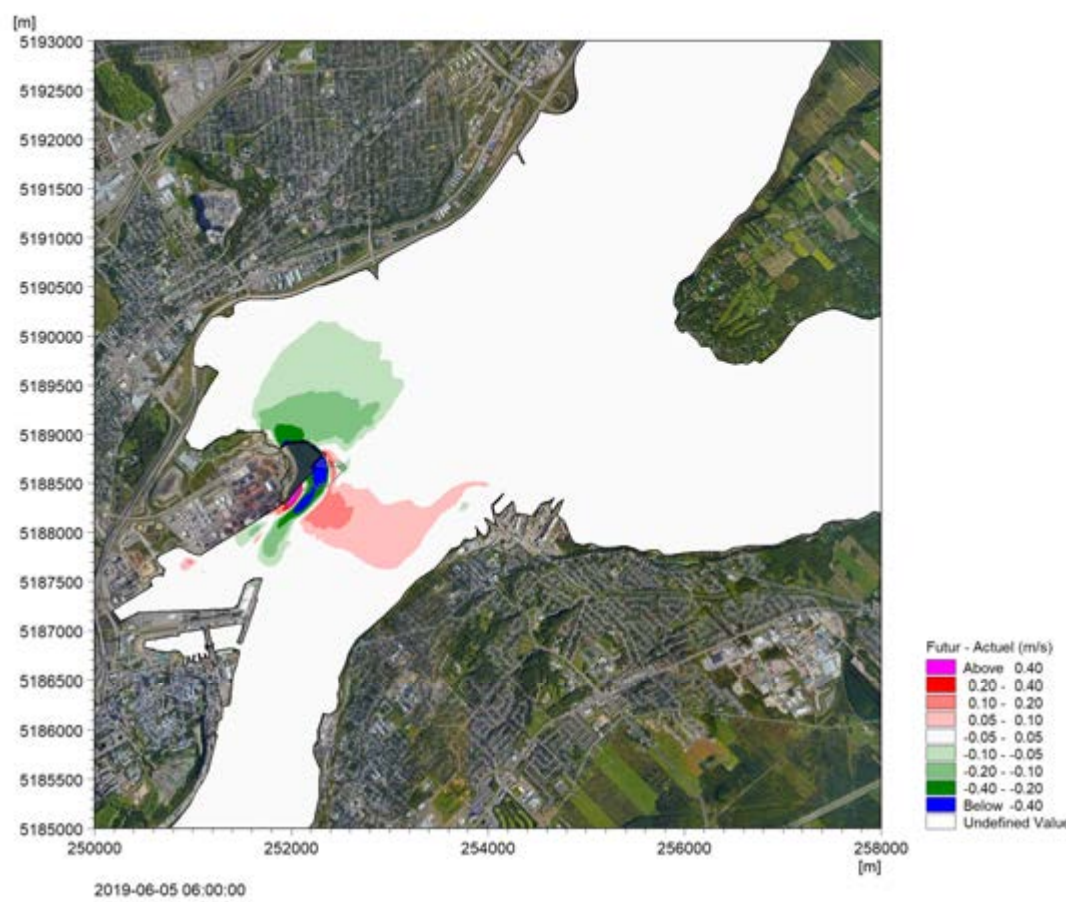 [m]
5193000
5192500
5192000
5191500
5191000
5190500
5190000
5189500
5189000
5188500
5188000
5187500
5187000
5186500
5186000
5185500
5185000
250000 252000 254000 256000 258000
[m]
2019-06-05 06:00:00
Futur - Actuel (m/s)
Above 0.40
0.20 - 0.40
0.10 - 0.20
0.05 - 0.10
-0.05 - 0.05
-0.10 - -0.05
-0.20 - -0.10
-0.40 - -0.20
Below -0.40
Undefined Value